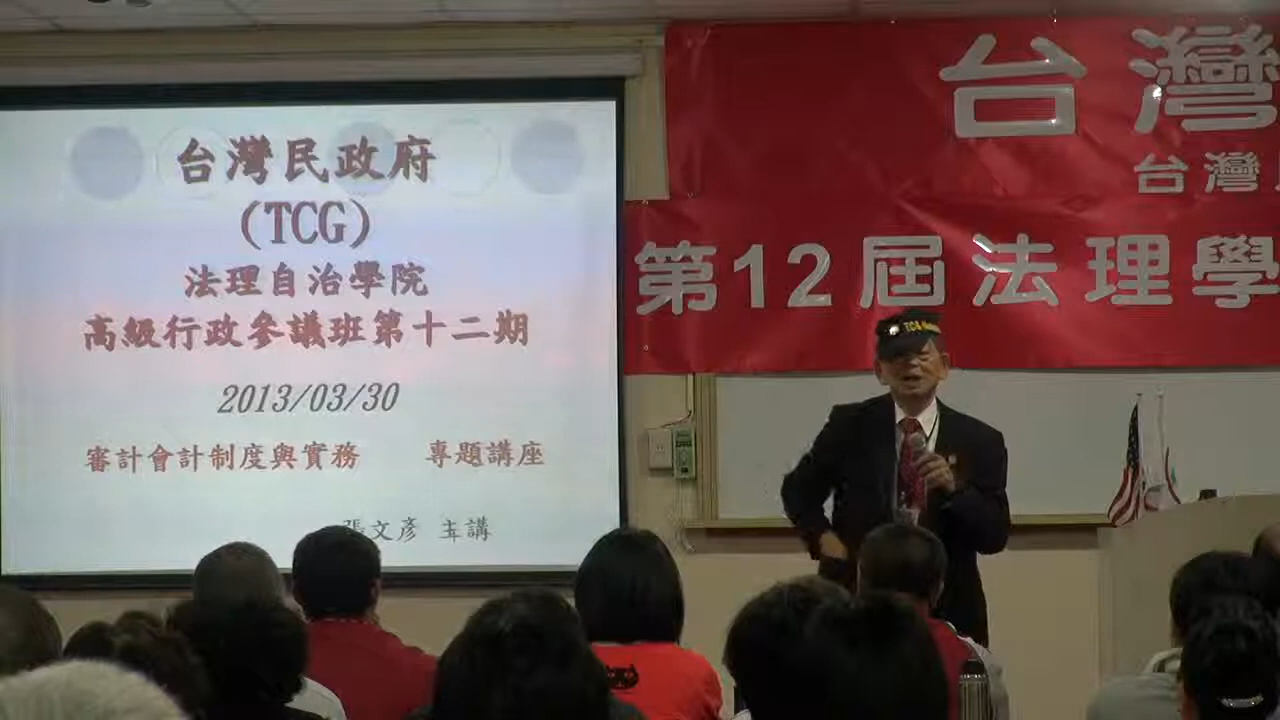 台灣民政府
(TCG)
法理自治學院
高級行政參議班第十二期
2013/03/30
審計會計制度與實務 專題講座
張文彥 主講
台灣
台灣
第12屆法理學
TCG